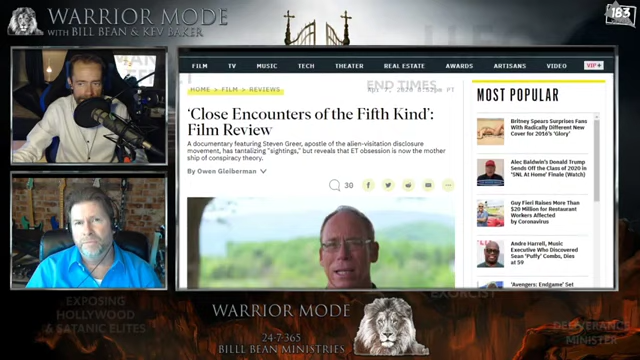 WARRIOR MODE
WITH BILL BEAN & KEV BAKER
183
FILM TV MUSIC TECH THEATER REAL ESTATE AWARDS ARTISANS VIDEO VIP+
HOME > FILM > REVIEWS
END TIMES
'Close Encounters of the Fifth Kind':
Film Review
A documentary featuring Steven Greer, apostle of the alien-visitation disclosure
movement, has tantalizing "sightings," but reveals that ET obsession is now the mother
ship of conspiracy theory.
By Owen Gleiberman
30
MOST POPULAR
Britney Spears Surprises Fans
With Radically Different New
Cover for 2016's 'Glory'
Alec Baldwin's Donald Trump
Sends Off the Class of 2020 in
'SNL At Home' Finale (Watch)
Guy Fieri Raises More Than
$20 Million for Restaurant
Workers Affected
by Coronavirus
Andre Harrell, Music
Executive Who Discovered
Sean 'Puffy' Combs, Dies
at 59
'Avengers: Endgame' Set
EXORCIST
EXPOSING
HOLLYWOOD
& SATANIC ELITES
WARRIOR MODE
24-7-365
BILLL BEAN MINISTRIES
DELIVERANCE
MINISTER